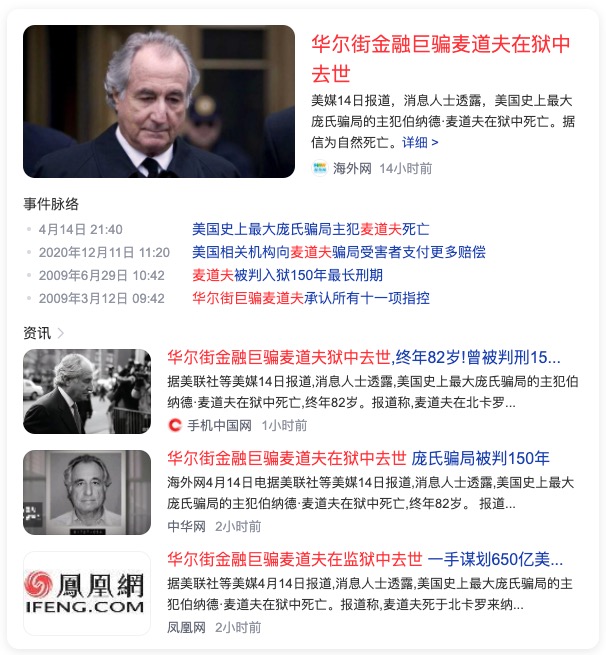 华尔街金融巨骗麦道夫在狱中
去世
美媒14日报道，消息人士透露，美国史上最大
庞氏骗局的主犯伯纳德·麦道夫在狱中死亡。据
信为自然死亡。详细 >
海外网 14小时前
事件脉络
4月14日 21:40 美国史上最大庞氏骗局主犯麦道夫死亡
2020年12月11日 11:20 美国相关机构向麦道夫骗局受害者支付更多赔偿
2009年6月29日 10:42 麦道夫被判入狱150年最长刑期
2009年3月12日 09:42 华尔街巨骗麦道夫承认所有十一项指控
资讯 >
华尔街金融巨骗麦道夫狱中去世,终年82岁!曾被判刑15...
据美联社等美媒14日报道,消息人士透露,美国史上最大庞氏骗局的主犯伯
纳德·麦道夫在狱中死亡,终年82岁。报道称,麦道夫在北卡罗...
手机中国网 1小时前
华尔街金融巨骗麦道夫在狱中去世 庞氏骗局被判150年
海外网4月14日电据美联社等美媒14日报道,消息人士透露,美国史上最大
庞氏骗局的主犯伯纳德·麦道夫在狱中死亡,终年82岁。 报道...
中华网 2小时前
鳳凰網
IFENG.COM
华尔街金融巨骗麦道夫在监狱中去世 一手谋划650亿美...
据美联社等美媒4月14日报道,消息人士透露,美国史上最大庞氏骗局的主
犯伯纳德·麦道夫在狱中死亡。报道称,麦道夫死于北卡罗来纳...
凤凰网 2小时前